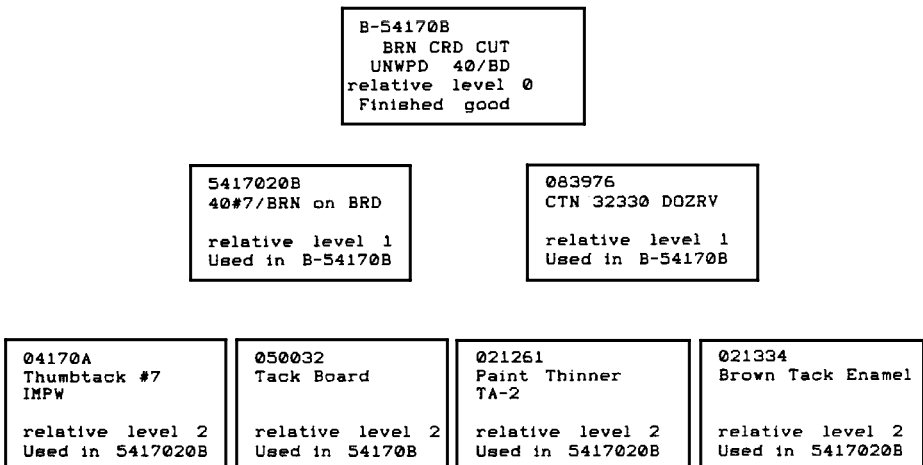 B-54170B
BRN CRD CUT
UNWPD 40/BD
relative level 0
Finished good
5417020B
40#7/BRN on BRD
relative level 1
Used in B-54170B
083976
CTN 32330 DOZRV
relative level 1
Used in B-54170B
04170A
Thumbtack #7
IMPW
relative level 2
Used in 5417020B
050032
Tack Board
relative level 2
Used in 54170B
021261
Paint Thinner
TA-2
relative level 2
Used in 5417020B
021334
Brown Tack Enamel
relative level 2
Used in 5417020B